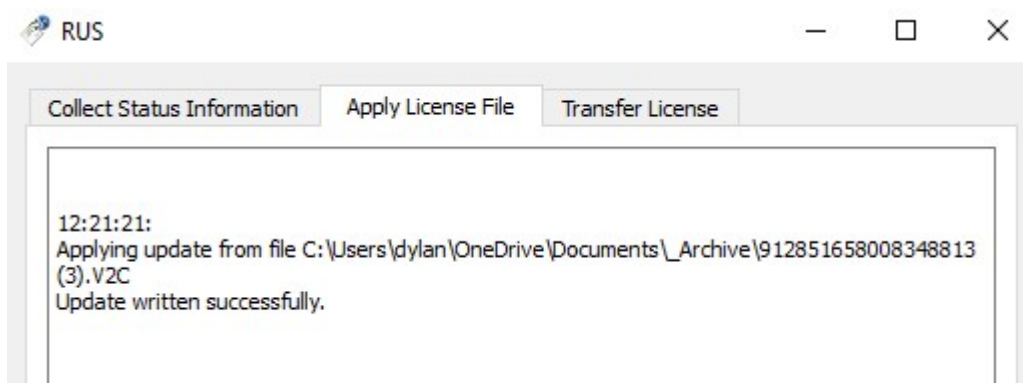 RUS
Collect Status Information
Apply License File
Transfer License
12:21:21:
Applying update from file C:\Users\dylan\OneDrive\Documents\_Archive\912851658008348813
(3).V2C
Update written successfully.